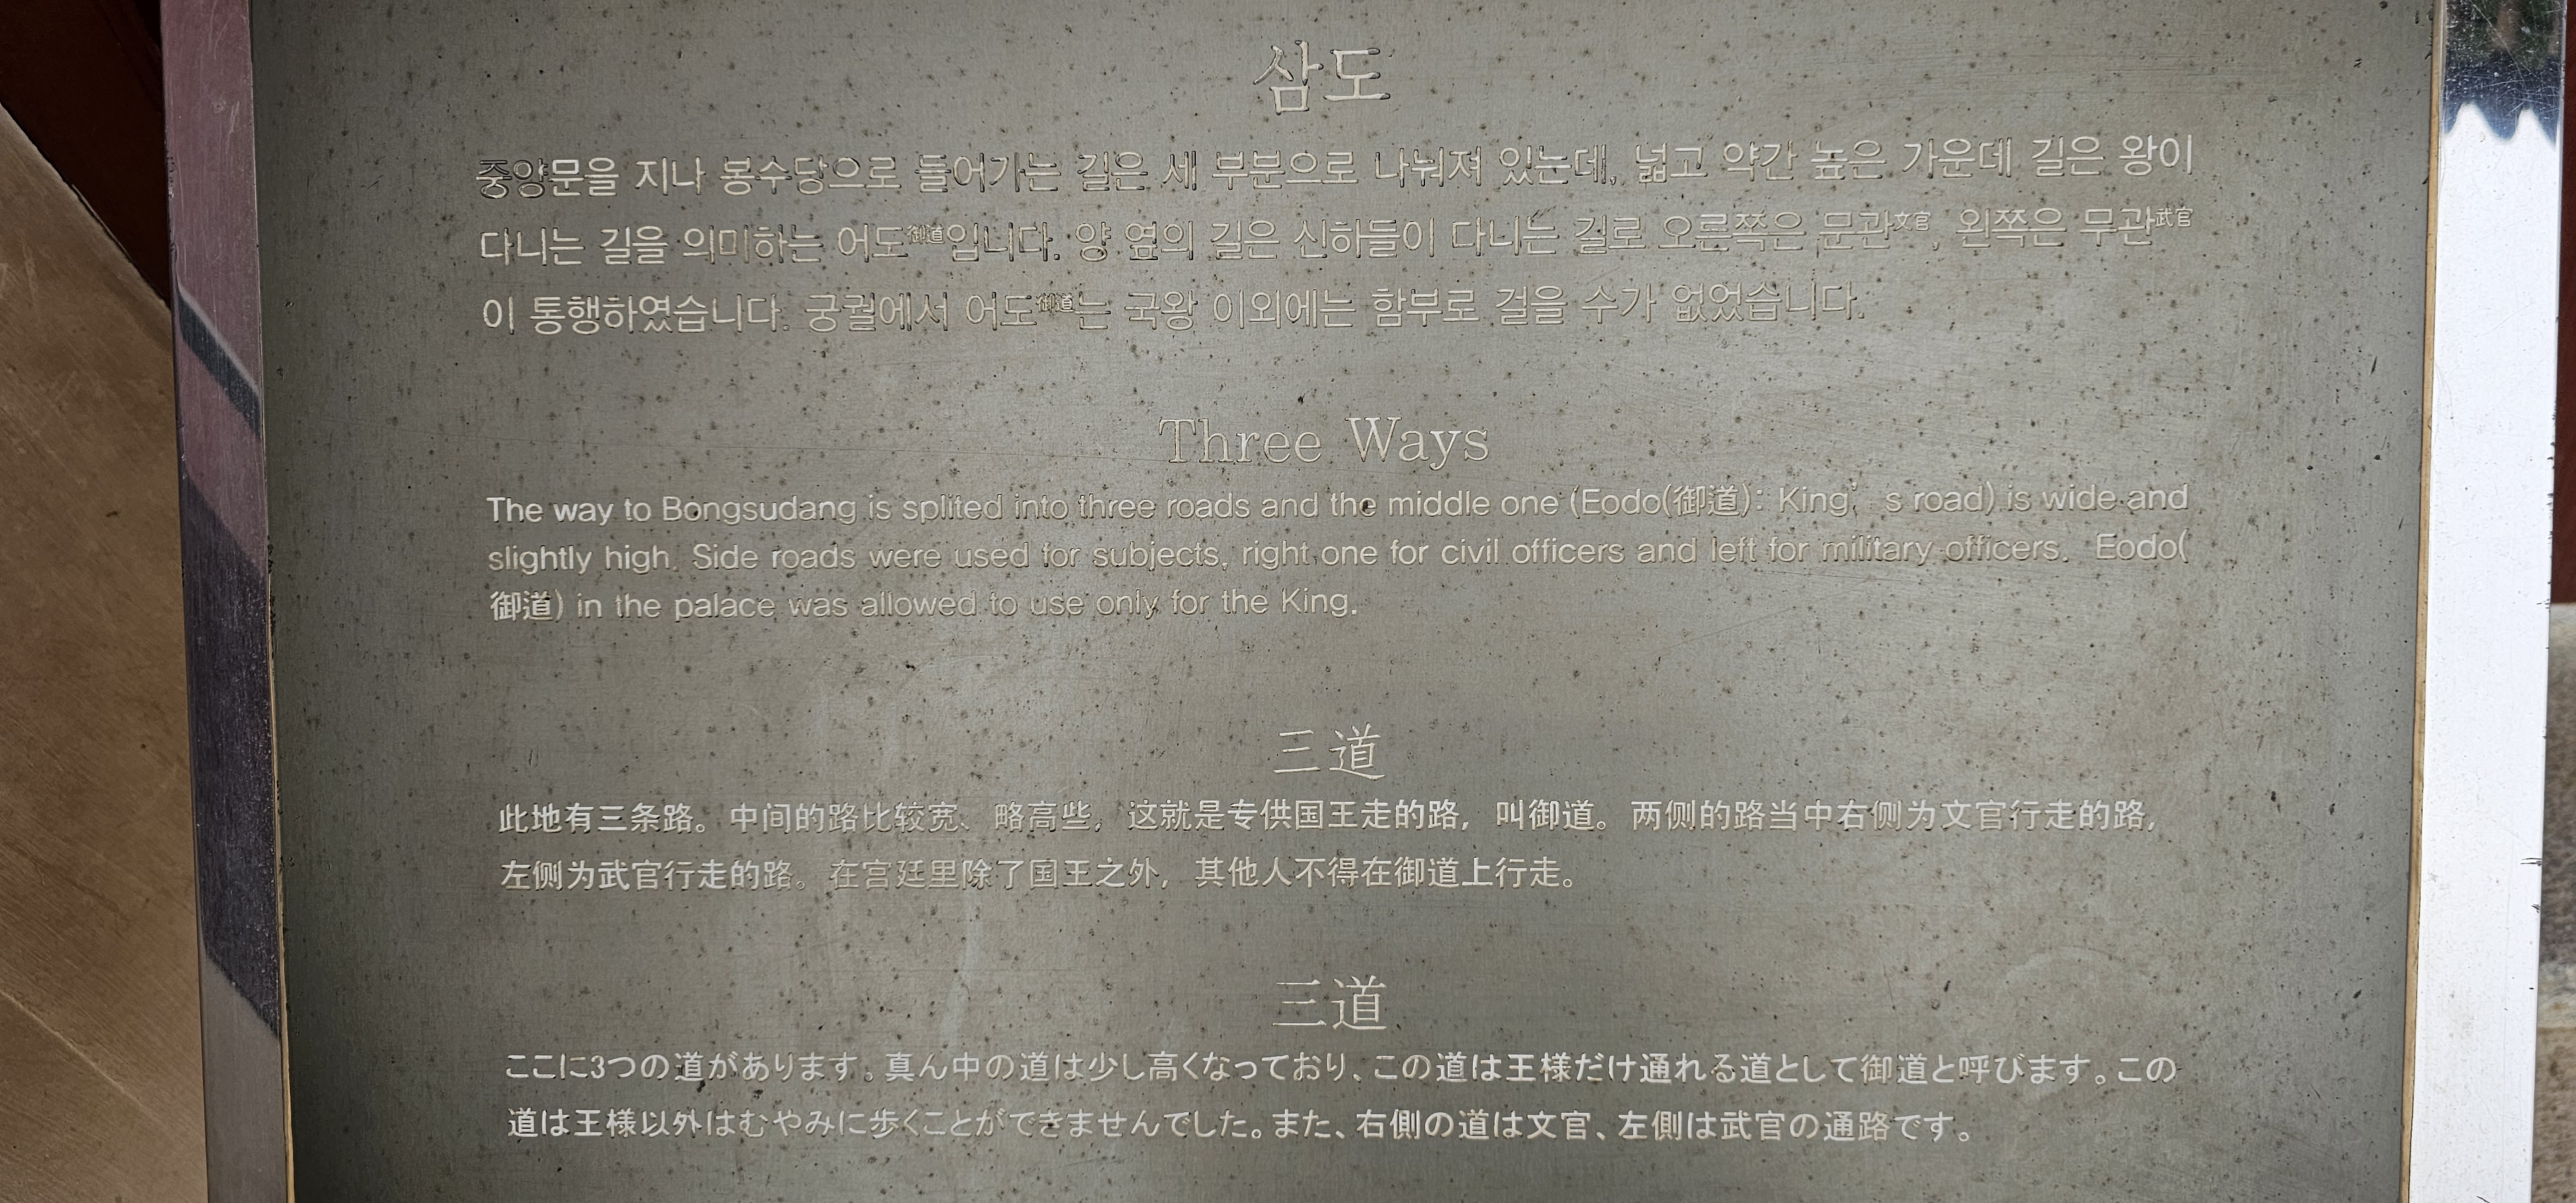 삼도
중앙문을 지나 봉수당으로 들어가는 길은 세 부분으로 나눠져 있는데, 넓고 약간 높은 가운데 길은 왕이
다니는 길을 의미하는 어도御道입니다. 양 옆의 길은 신하들이 다니는 길로 오른쪽은 문관文官, 왼쪽은 무관武官
이 통행하였습니다. 궁궐에서 어도御道는 국왕 이외에는 함부로 걸을 수가 없었습니다.
Three Ways
The way to Bongsudang is splited into three roads and the middle one (Eodo(御道): King' s road) is wide and
slightly high. Side roads were used for subjects, right one for civil officers and left for military officers. Eodo(
御道) in the palace was allowed to use only for the King.
三道
此地有三条路。中间的路比较宽、略高些，这就是专供国王走的路，叫御道。两侧的路当中右侧为文官行走的路，
左侧为武官行走的路。在宫廷里除了国王之外，其他人不得在御道上行走。
三道
ここに3つの道があります。真ん中の道は少し高くなっており、この道は王様だけ通れる道として御道と呼びます。この
道は王様以外はむやみに歩くことができませんでした。また、右側の道は文官、左側は武官の通路です。